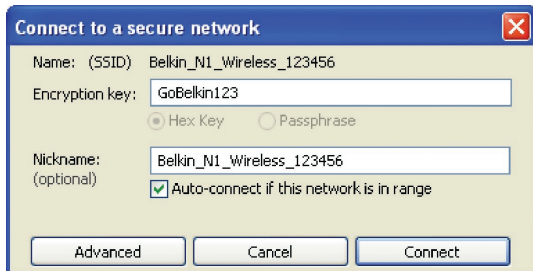 Connect to a secure network
Name: (SSID) Belkin_N1_Wireless_123456
Encryption key: GoBelkin123
Hex Key Passphrase
Nickname: Belkin_N1_Wireless_123456
(optional)
Auto-connect if this network is in range
Advanced Cancel Connect